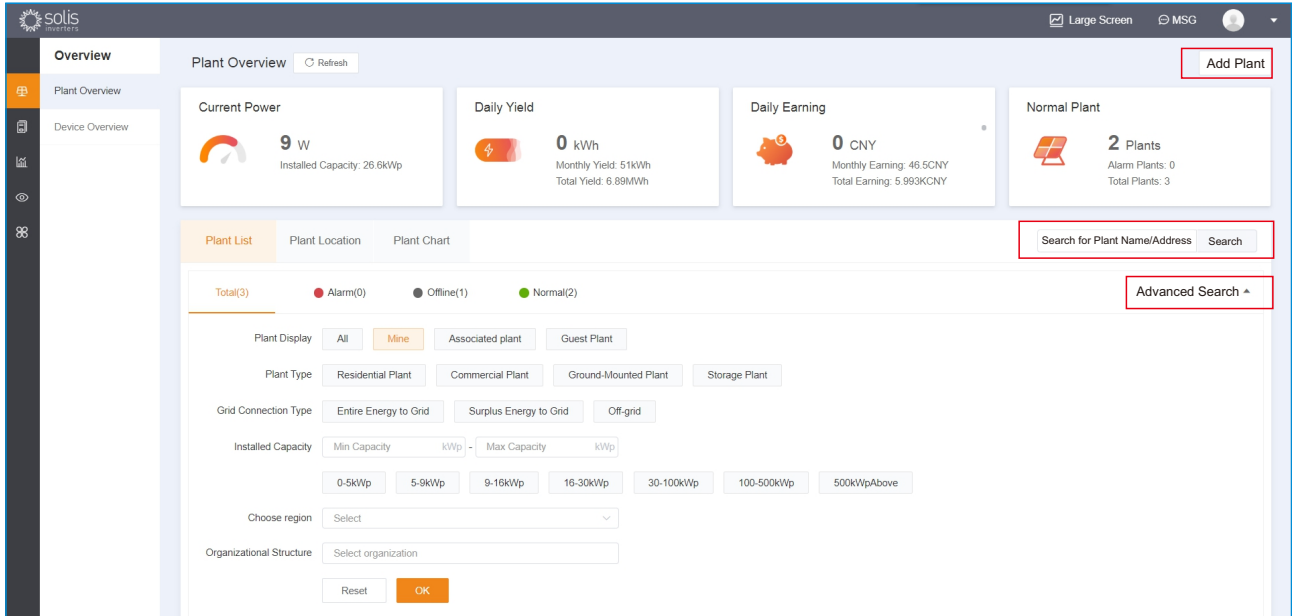 solis
inverters
Large Screen
MSG
Overview
Plant Overview
Device Overview
Plant Overview
Refresh
Add Plant
Current Power
9 W
Installed Capacity: 26.6kWp
Daily Yield
0 kWh
Monthly Yield: 51kWh
Total Yield: 6.89MWh
Daily Earning
0 CNY
Monthly Earning: 46.5CNY
Total Earning: 5.993KCNY
Normal Plant
2 Plants
Alarm Plants: 0
Total Plants: 3
Plant List Plant Location Plant Chart
Search for Plant Name/Address Search
Total(3) Alarm(0) Offline(1) Normal(2)
Advanced Search
Plant Display All Mine Associated plant Guest Plant
Plant Type Residential Plant Commercial Plant Ground-Mounted Plant Storage Plant
Grid Connection Type Entire Energy to Grid Surplus Energy to Grid Off-grid
Installed Capacity Min Capacity kWp - Max Capacity kWp
0-5kWp 5-9kWp 9-16kWp 16-30kWp 30-100kWp 100-500kWp 500kWpAbove
Choose region Select
Organizational Structure Select organization
Reset OK